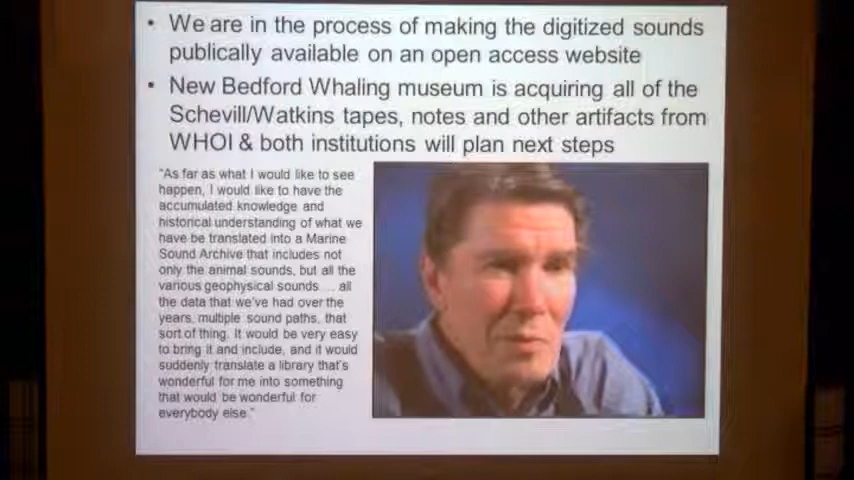 • We are in the process of making the digitized sounds
publically available on an open access website
• New Bedford Whaling museum is acquiring all of the
Schevill/Watkins tapes, notes and other artifacts from
WHOI & both institutions will plan next steps
"As far as what I would like to see
happen, I would like to have the
accumulated knowledge and
historical understanding of what we
have be translated into a Marine
Sound Archive that includes not
only the animal sounds, but all the
various geophysical sounds ... all
the data that we've had over the
years, multiple sound paths, that
sort of thing. It would be very easy
to bring it and include, and it would
suddenly translate a library that's
wonderful for me into something
that would be wonderful for
everybody else."